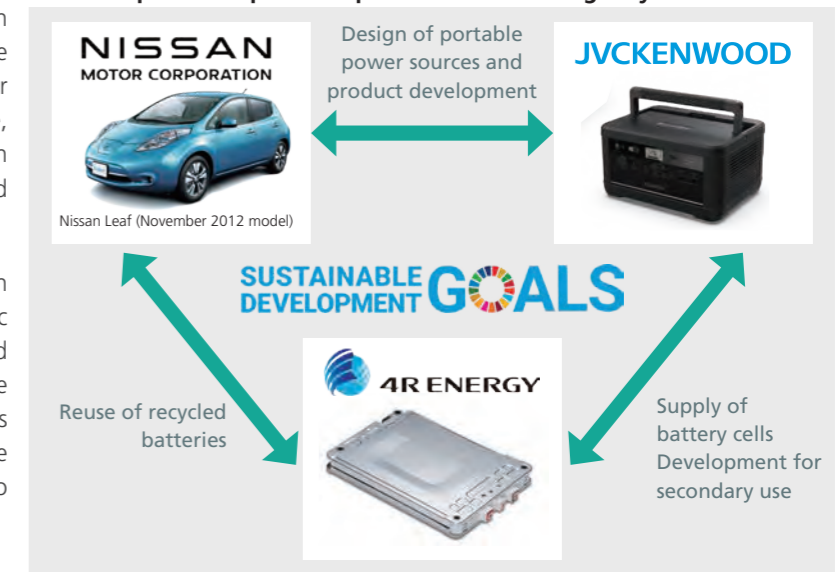 NISSAN
MOTOR CORPORATION
Nissan Leaf (November 2012 model)
Design of portable
power sources and
product development
JVCKENWOOD
SUSTAINABLE
DEVELOPMENT
GOALS
4R ENERGY
Reuse of recycled
batteries
Supply of
battery cells
Development for
secondary use